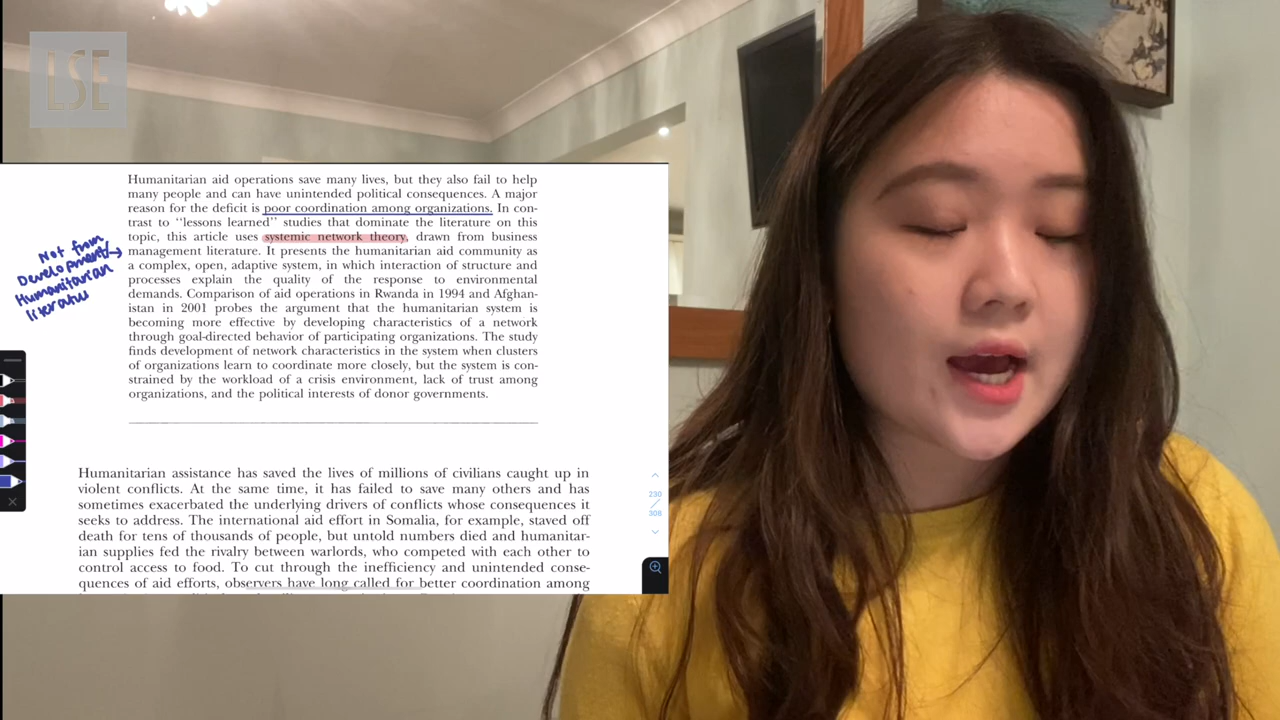 LSE
Humanitarian aid operations save many lives, but they also fail to help
many people and can have unintended political consequences. A major
reason for the deficit is poor coordination among organizations. In con-
trast to ‘‘lessons learned’’ studies that dominate the literature on this
topic, this article uses systemic network theory, drawn from business
management literature. It presents the humanitarian aid community as
a complex, open, adaptive system, in which interaction of structure and
processes explain the quality of the response to environmental
demands. Comparison of aid operations in Rwanda in 1994 and Afghan-
istan in 2001 probes the argument that the humanitarian system is
becoming more effective by developing characteristics of a network
through goal-directed behavior of participating organizations. The study
finds development of network characteristics in the system when clusters
of organizations learn to coordinate more closely, but the system is con-
strained by the workload of a crisis environment, lack of trust among
organizations, and the political interests of donor governments.
Not from
Development/
Humanitarian
Humanitarian assistance has saved the lives of millions of civilians caught up in
violent conflicts. At the same time, it has failed to save many others and has
sometimes exacerbated the underlying drivers of conflicts whose consequences it
seeks to address. The international aid effort in Somalia, for example, staved off
death for tens of thousands of people, but untold numbers died and humanitar-
ian supplies fed the rivalry between warlords, who competed with each other to
control access to food. To cut through the inefficiency and unintended conse-
quences of aid efforts, observers have long called for better coordination among
230
308